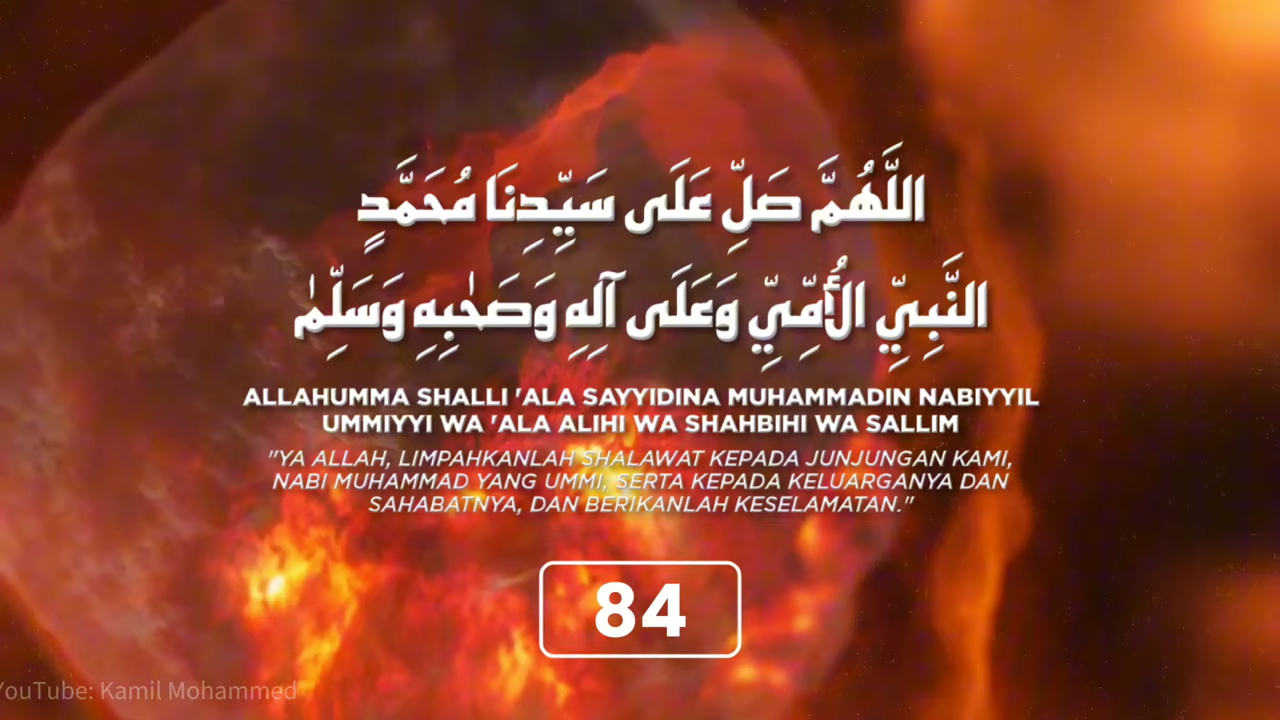 اللَّهُمَّ صَلِّ عَلَى سَيِّدِنَا مُحَمَّدٍ
النَّبِيِّ الأُمِّيِّ وَعَلَى آلِهِ وَصَحْبِهِ وَسَلِّمْ
ALLAHUMMA SHALLI 'ALA SAYYIDINA MUHAMMADIN NABIYYIL
UMMIYYI WA 'ALA ALIHI WA SHAHBIHI WA SALLIM
"YA ALLAH, LIMPAHKANLAH SHALAWAT KEPADA JUNJUNGAN KAMI,
NABI MUHAMMAD YANG UMMI, SERTA KEPADA KELUARGANYA DAN
SAHABATNYA, DAN BERIKANLAH KESELAMATAN."
84
YouTube: Kamil Mohammed